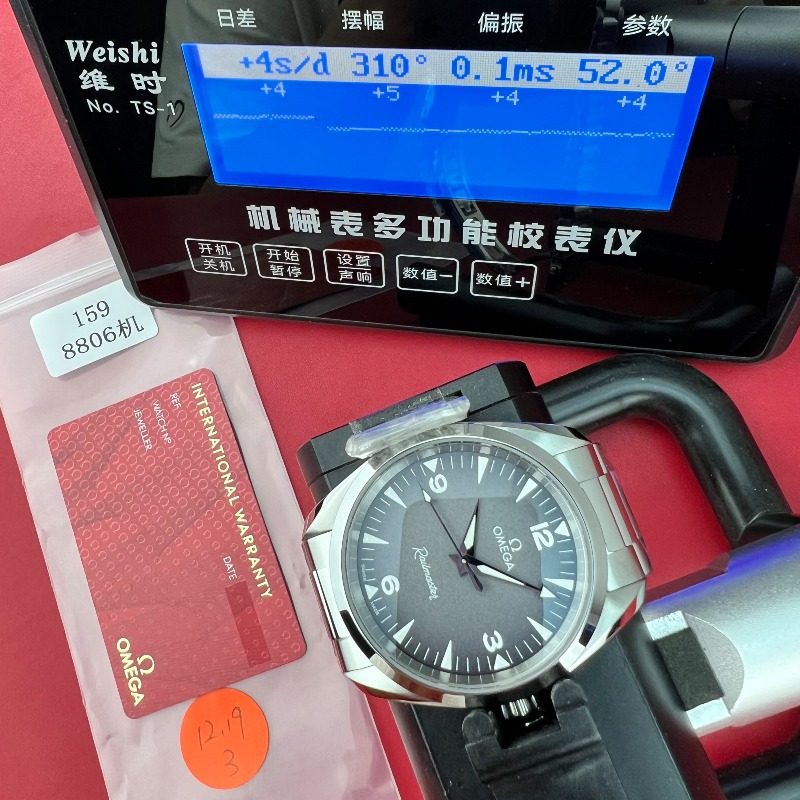 日差 摆幅 偏振 参数
Weishi
维时
No. TS-1
+4s/d 310° 0.1ms 52.0°
+4 +5 +4 +4
机械表多功能校表仪
开机
关机
开始
暂停
设置
声响
数值-
数值+
159
8806机
INTERNATIONAL WARRANTY
REF.
WATCH Nº
JEWELLER
DATE
Ω
OMEGA
12.19
3
12
3
6
9
Ω
OMEGA
Railmaster